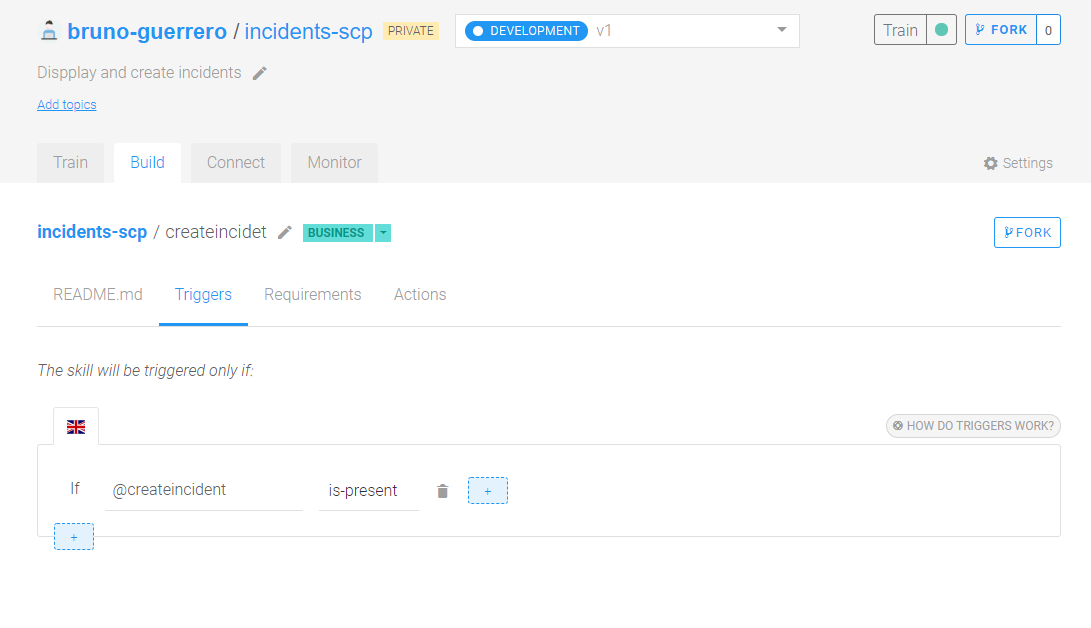 bruno-guerrero / incidents-scp PRIVATE DEVELOPMENT v1 Train FORK 0
Dispplay and create incidents
Add topics
Train Build Connect Monitor Settings
incidents-scp / createincidet BUSINESS FORK
README.md Triggers Requirements Actions
The skill will be triggered only if:
HOW DO TRIGGERS WORK?
If @createincident is-present +
+